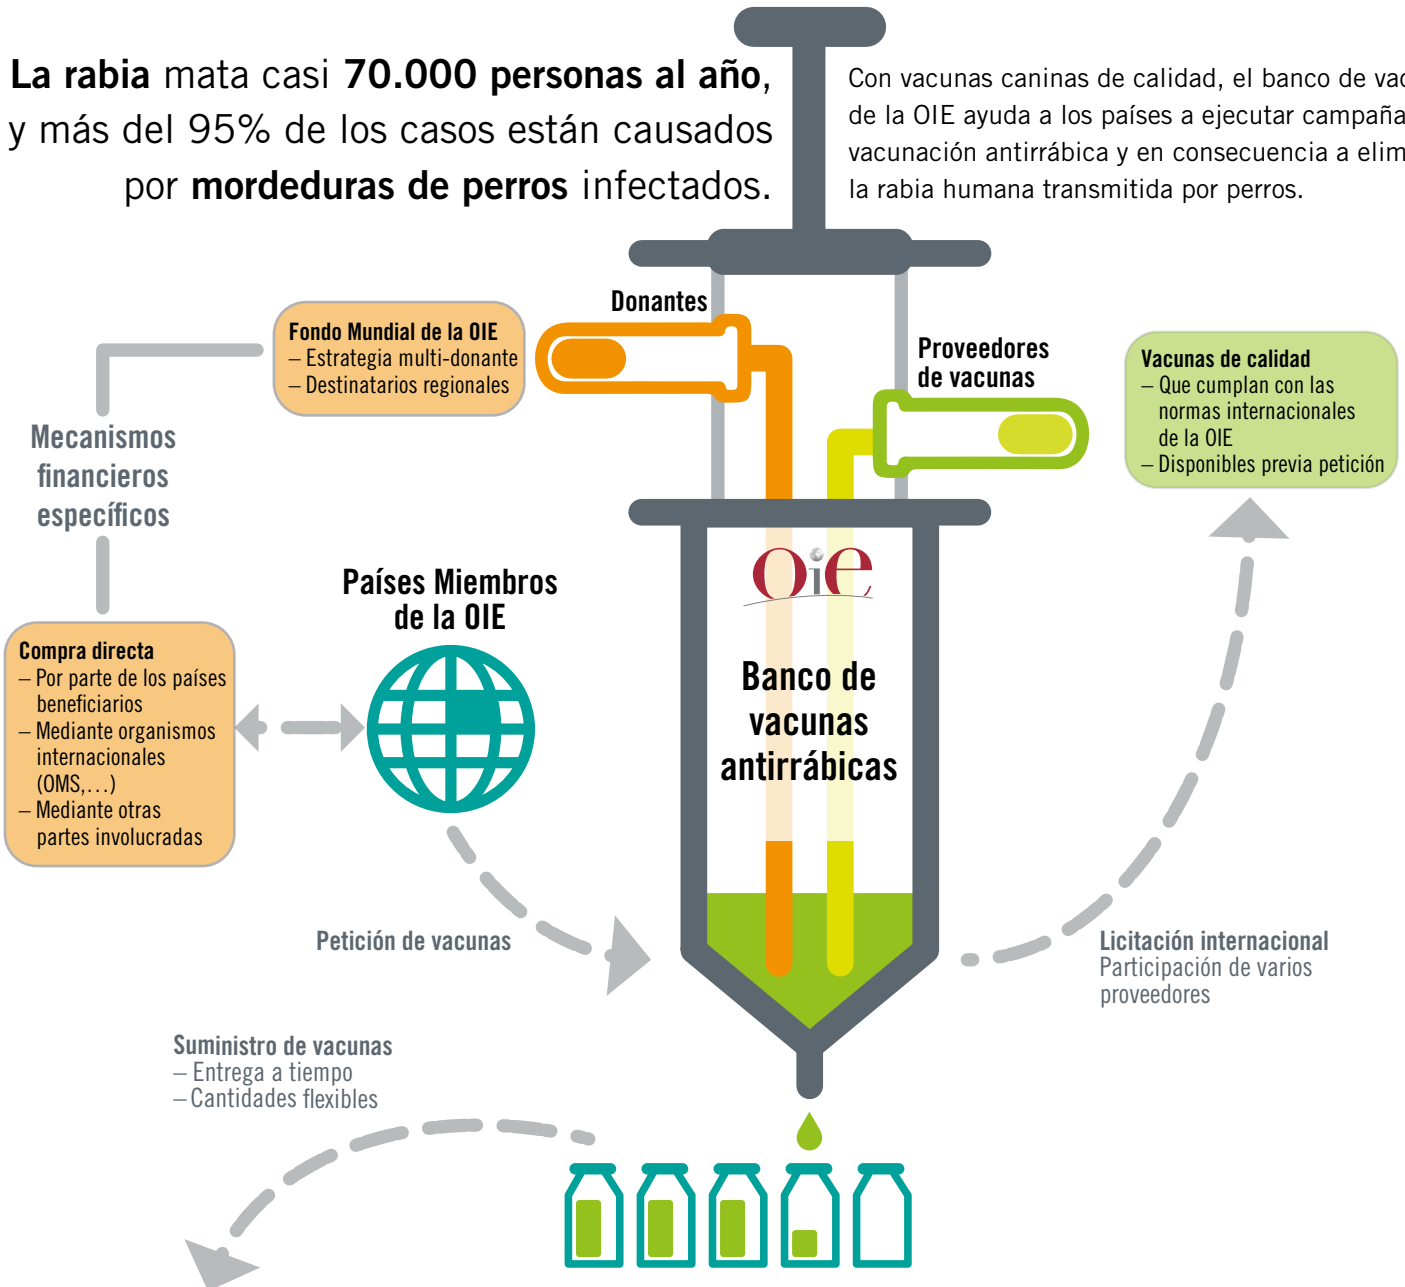 La rabia mata casi 70.000 personas al año,
y más del 95% de los casos están causados
por mordeduras de perros infectados.
Con vacunas caninas de calidad, el banco de
de la OIE ayuda a los países a ejecutar
vacunación antirrábica y en consecuencia a
la rabia humana transmitida por perros.
Donantes
Fondo Mundial de la OIE
– Estrategia multi-donante
– Destinatarios regionales
Proveedores
de vacunas
Vacunas de calidad
– Que cumplan con las
normas internacionales
de la OIE
– Disponibles previa petición
Mecanismos
financieros
específicos
Países Miembros
de la OIE
Oie
Compra directa
– Por parte de los países
beneficiarios
– Mediante organismos
internacionales
(OMS,...)
– Mediante otras
partes involucradas
Banco de
vacunas
antirrábicas
Petición de vacunas
Licitación internacional
Participación de varios
proveedores
Suministro de vacunas
– Entrega a tiempo
– Cantidades flexibles